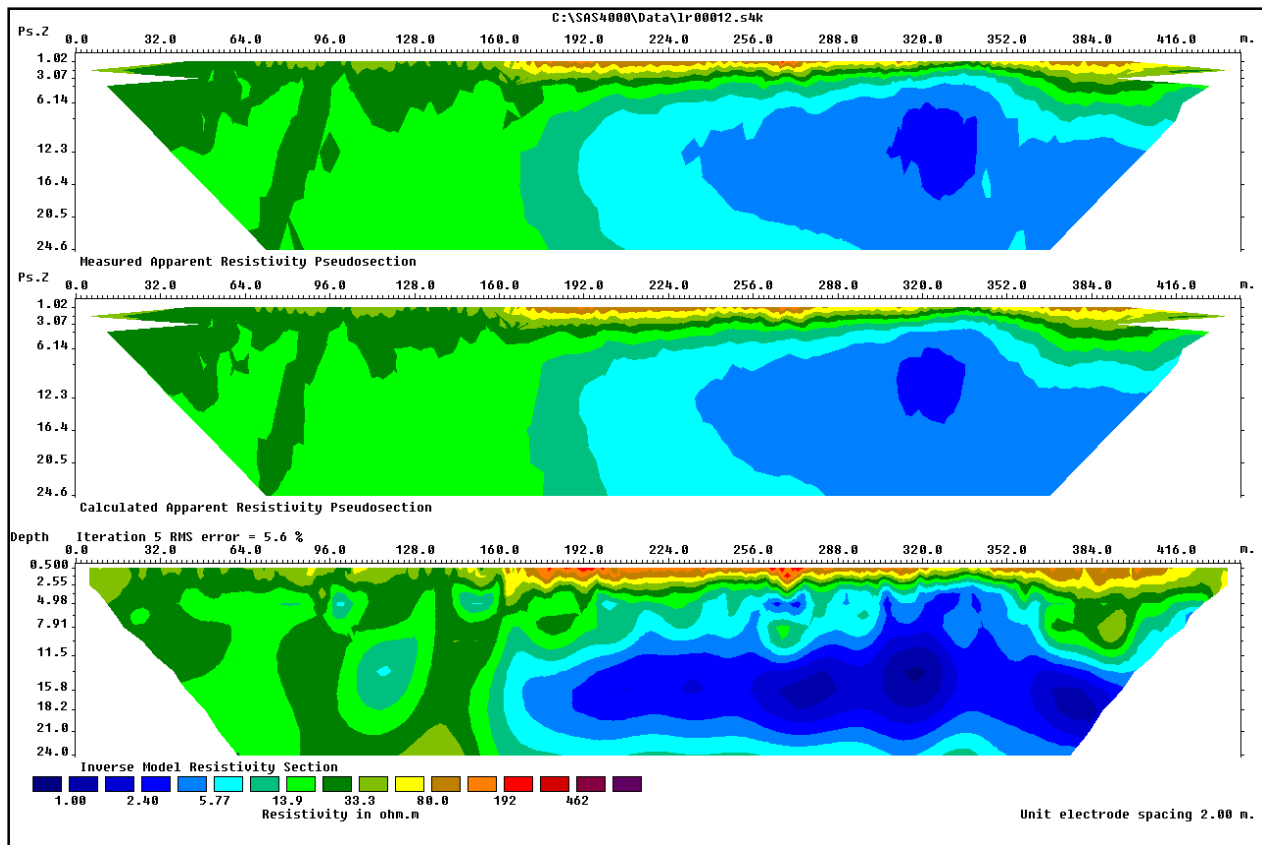 C:\SAS4000\Data\lr00012.s4k
Ps.Z 0.0 32.0 64.0 96.0 128.0 160.0 192.0 224.0 256.0 288.0 320.0 352.0 384.0 416.0 m.
1.02
3.07
6.14
12.3
16.4
20.5
24.6
Measured Apparent Resistivity Pseudosection
Ps.Z 0.0 32.0 64.0 96.0 128.0 160.0 192.0 224.0 256.0 288.0 320.0 352.0 384.0 416.0 m.
1.02
3.07
6.14
12.3
16.4
20.5
24.6
Calculated Apparent Resistivity Pseudosection
Depth Iteration 5 RMS error = 5.6 %
0.0 32.0 64.0 96.0 128.0 160.0 192.0 224.0 256.0 288.0 320.0 352.0 384.0 416.0 m.
0.500
2.55
4.98
7.91
11.5
15.8
18.2
21.0
24.0
Inverse Model Resistivity Section
1.00 2.40 5.77 13.9 33.3 80.0 192 462
Resistivity in ohm.m Unit electrode spacing 2.00 m.